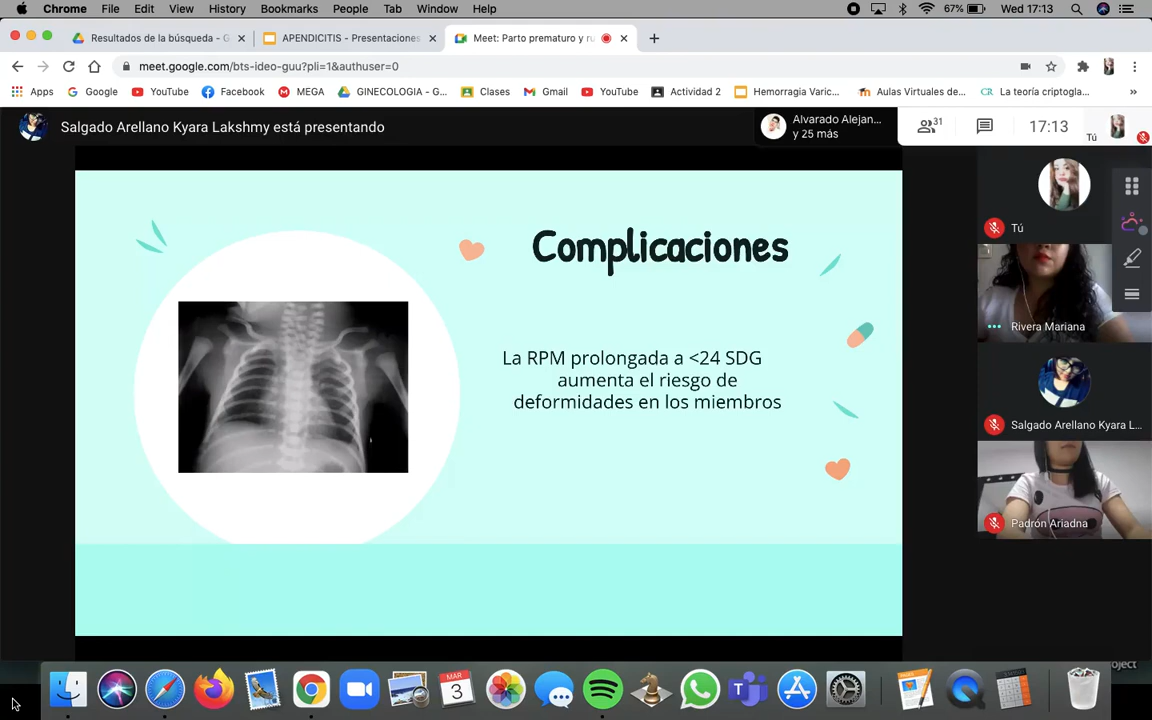 Chrome File Edit View History Bookmarks People Tab Window Help 67% Wed 17:13
Resultados de la búsqueda - G
APENDICITIS - Presentaciones
Meet: Parto prematuro y ru
meet.google.com/bts-ideo-guu?pli=1&authuser=0
Apps Google YouTube Facebook MEGA GINECOLOGIA - G... Clases Gmail YouTube Actividad 2 Hemorragia Varic... Aulas Virtuales de... La teoría criptogla...
Salgado Arellano Kyara Lakshmy está presentando
Alvarado Alejan...
y 25 más
31
17:13
Tú
Complicaciones
La RPM prolongada a <24 SDG
aumenta el riesgo de
deformidades en los miembros
Tú
Rivera Mariana
Salgado Arellano Kyara L...
Padrón Ariadna
MAR
3